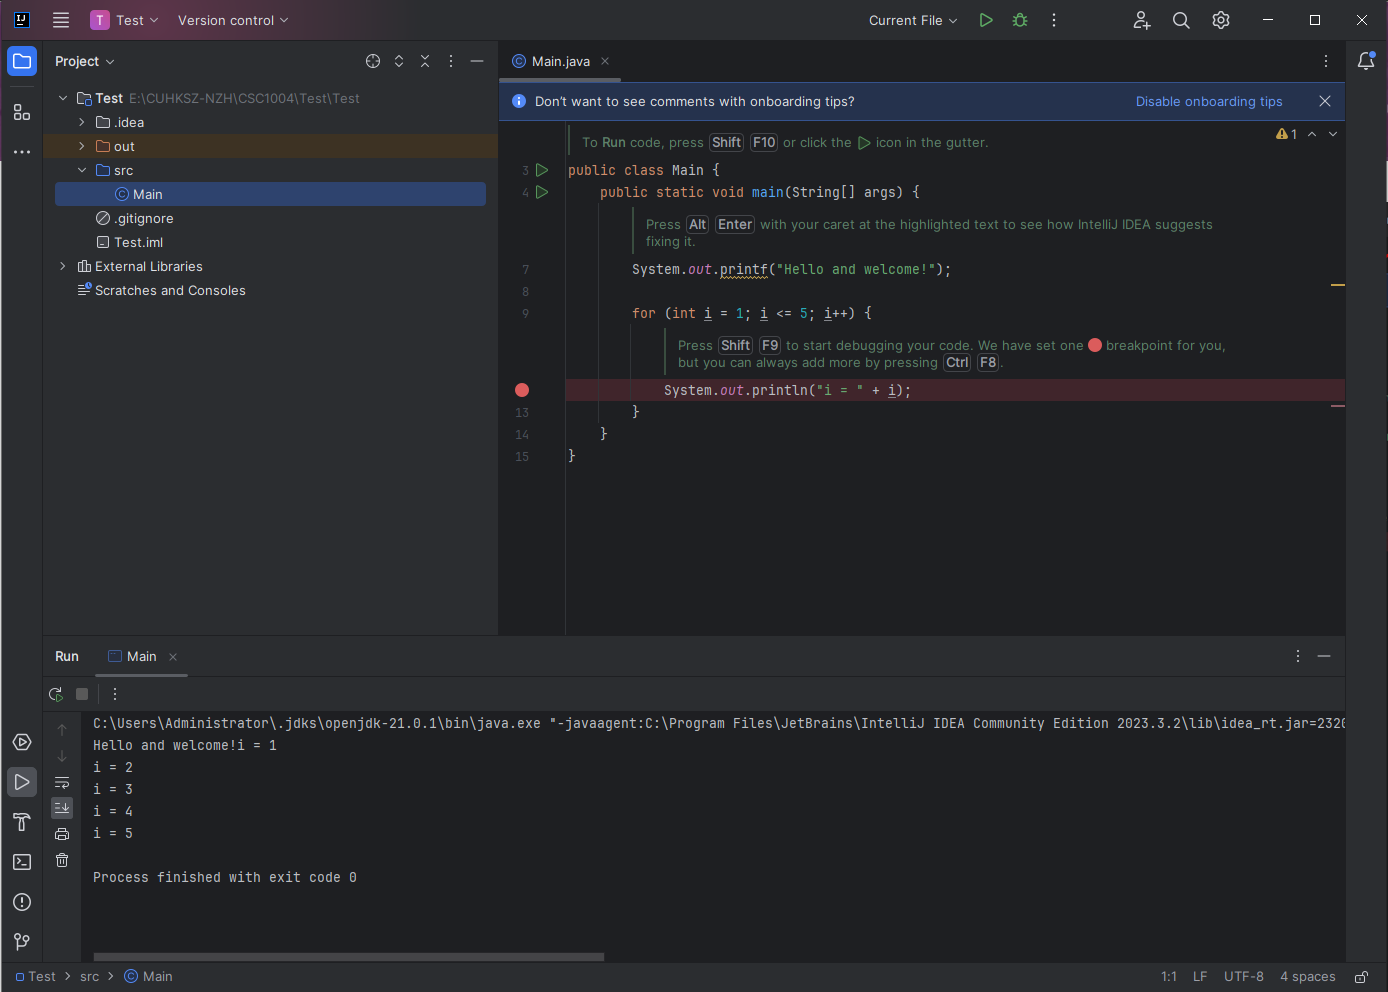 IJ
T Test Version control Current File
Project
Main.java
Test E:\CUHKSZ-NZH\CSC1004\Test\Test
.idea
out
src
Main
.gitignore
Test.iml
External Libraries
Scratches and Consoles
Don't want to see comments with onboarding tips? Disable onboarding tips
To Run code, press Shift F10 or click the icon in the gutter.
1
3 public class Main {
4 public static void main(String[] args) {
Press Alt Enter with your caret at the highlighted text to see how IntelliJ IDEA suggests
fixing it.
7 System.out.printf("Hello and welcome!");
8
9 for (int i = 1; i <= 5; i++) {
Press Shift F9 to start debugging your code. We have set one breakpoint for you,
but you can always add more by pressing Ctrl F8.
System.out.println("i = " + i);
13 }
14 }
15 }
Run Main
C:\Users\Administrator\.jdks\openjdk-21.0.1\bin\java.exe "-javaagent:C:\Program Files\JetBrains\IntelliJ IDEA Community Edition 2023.3.2\lib\idea_rt.jar=2320
Hello and welcome!i = 1
i = 2
i = 3
i = 4
i = 5
Process finished with exit code 0
Test src Main 1:1 LF UTF-8 4 spaces